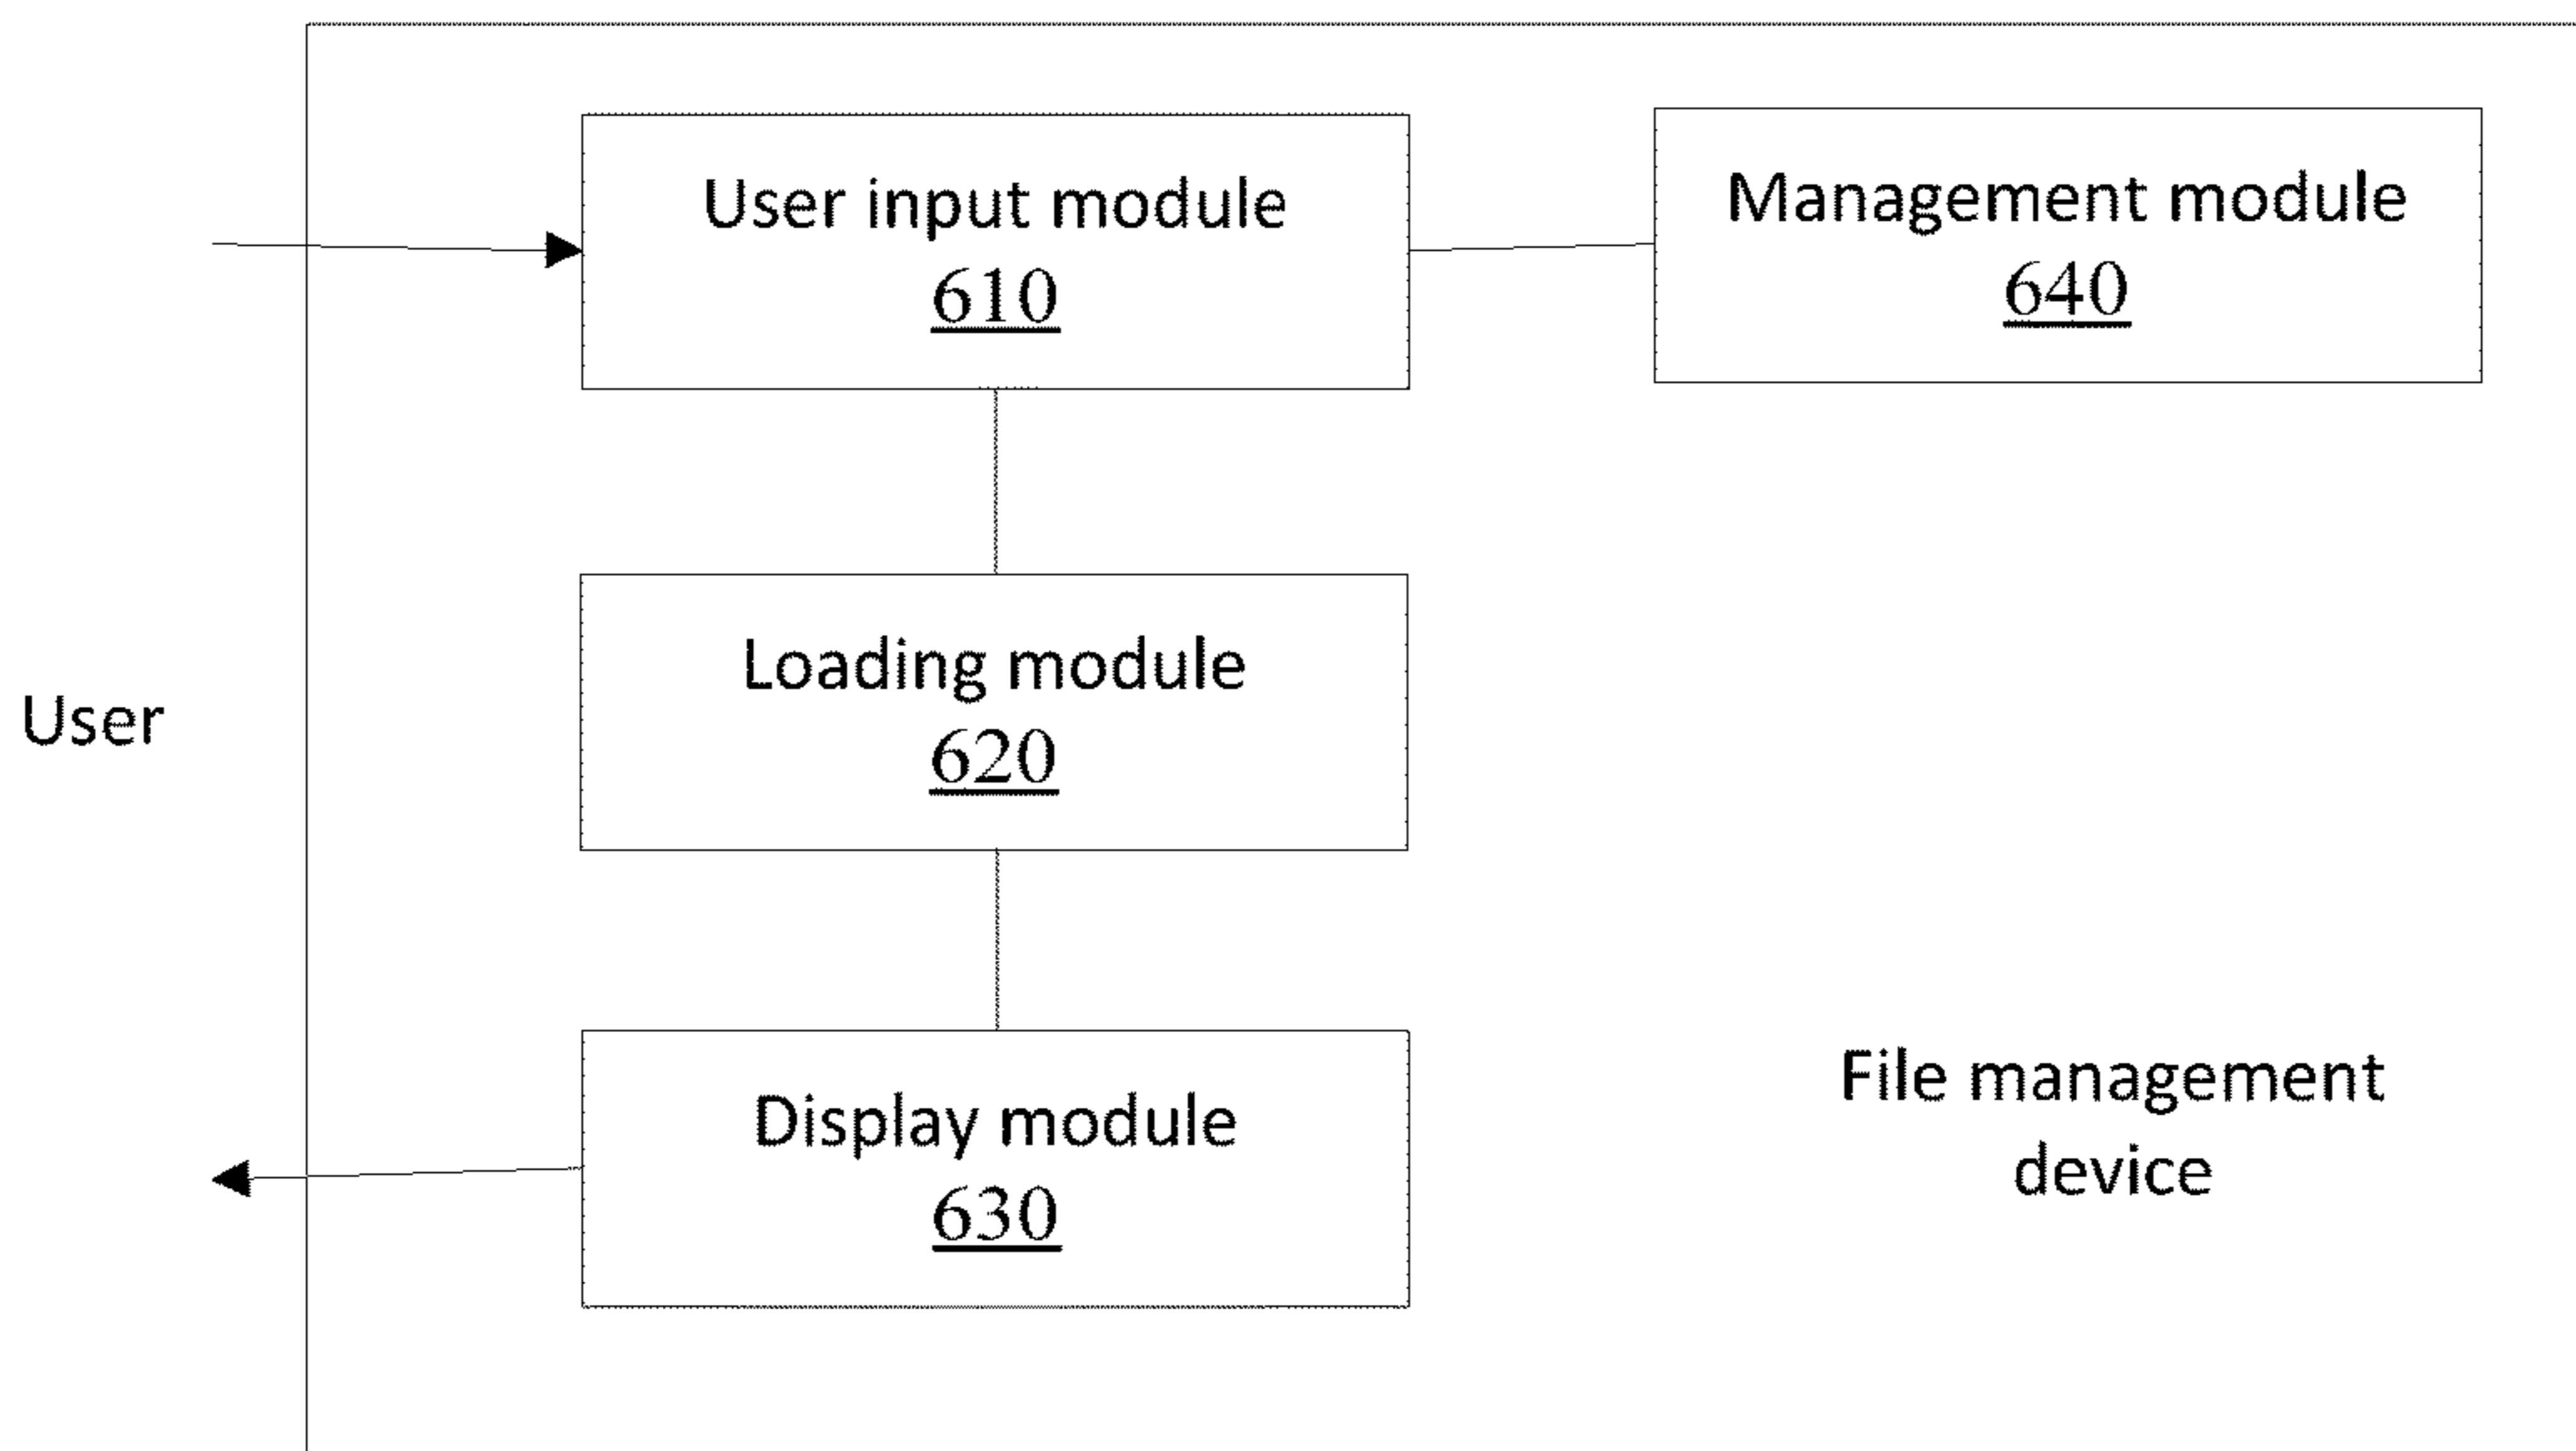 User input module
610
Management module
640
Loading module
620
User
Display module
630
File management
device